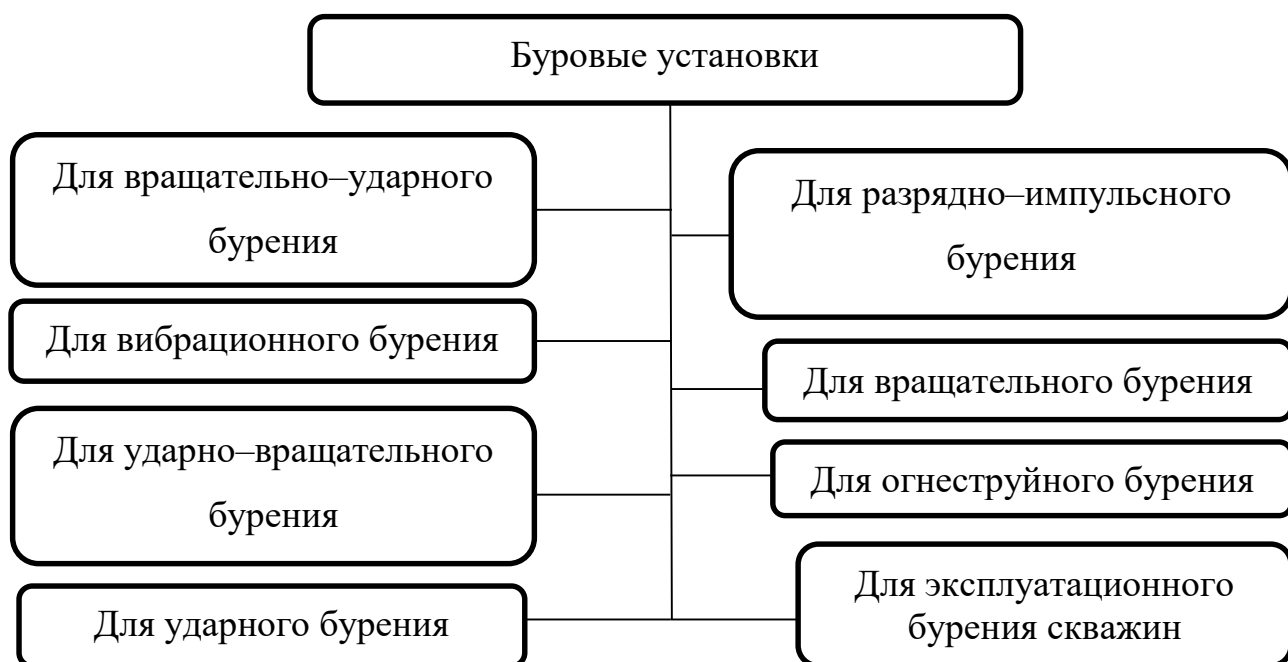 Буровые установки
Для вращательно–ударного
бурения
Для вибрационного бурения
Для ударно–вращательного
бурения
Для ударного бурения
Для разрядно–импульсного
бурения
Для вращательного бурения
Для огнеструйного бурения
Для эксплуатационного
бурения скважин